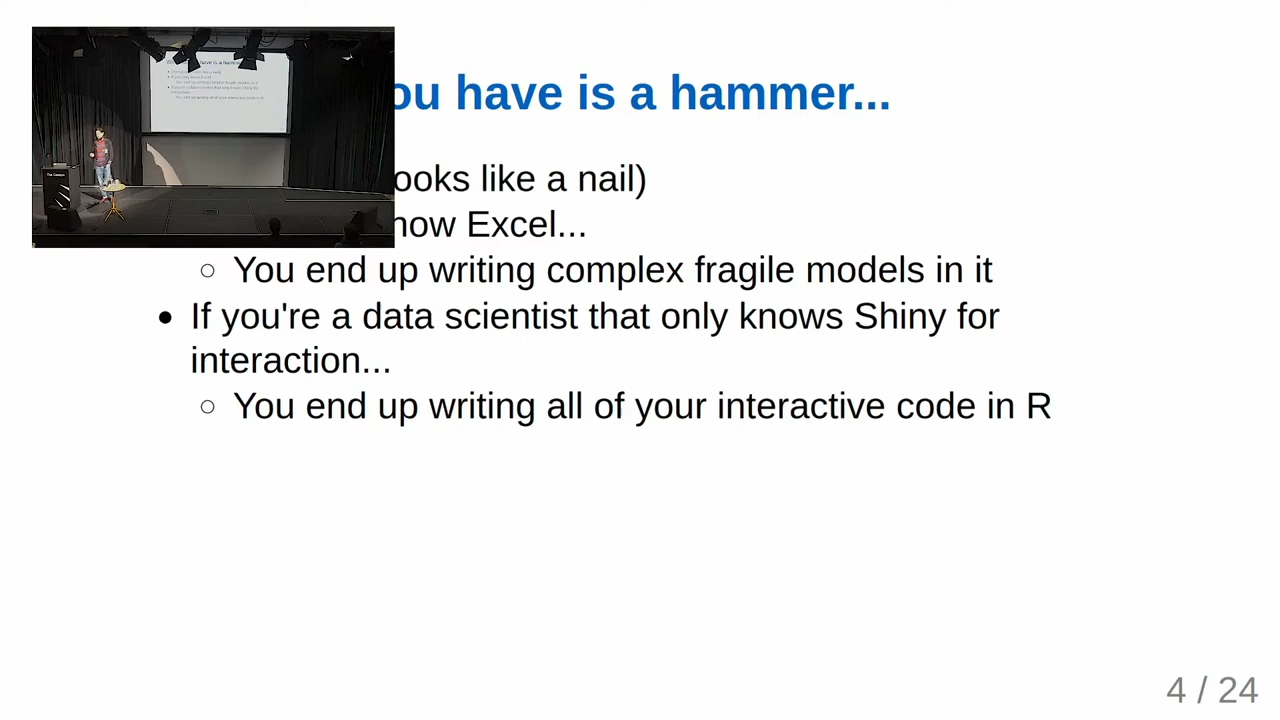 ou have is a hammer...
ooks like a nail)
now Excel...
You end up writing complex fragile models in it
If you're a data scientist that only knows Shiny for
interaction...
You end up writing all of your interactive code in R
4 / 24